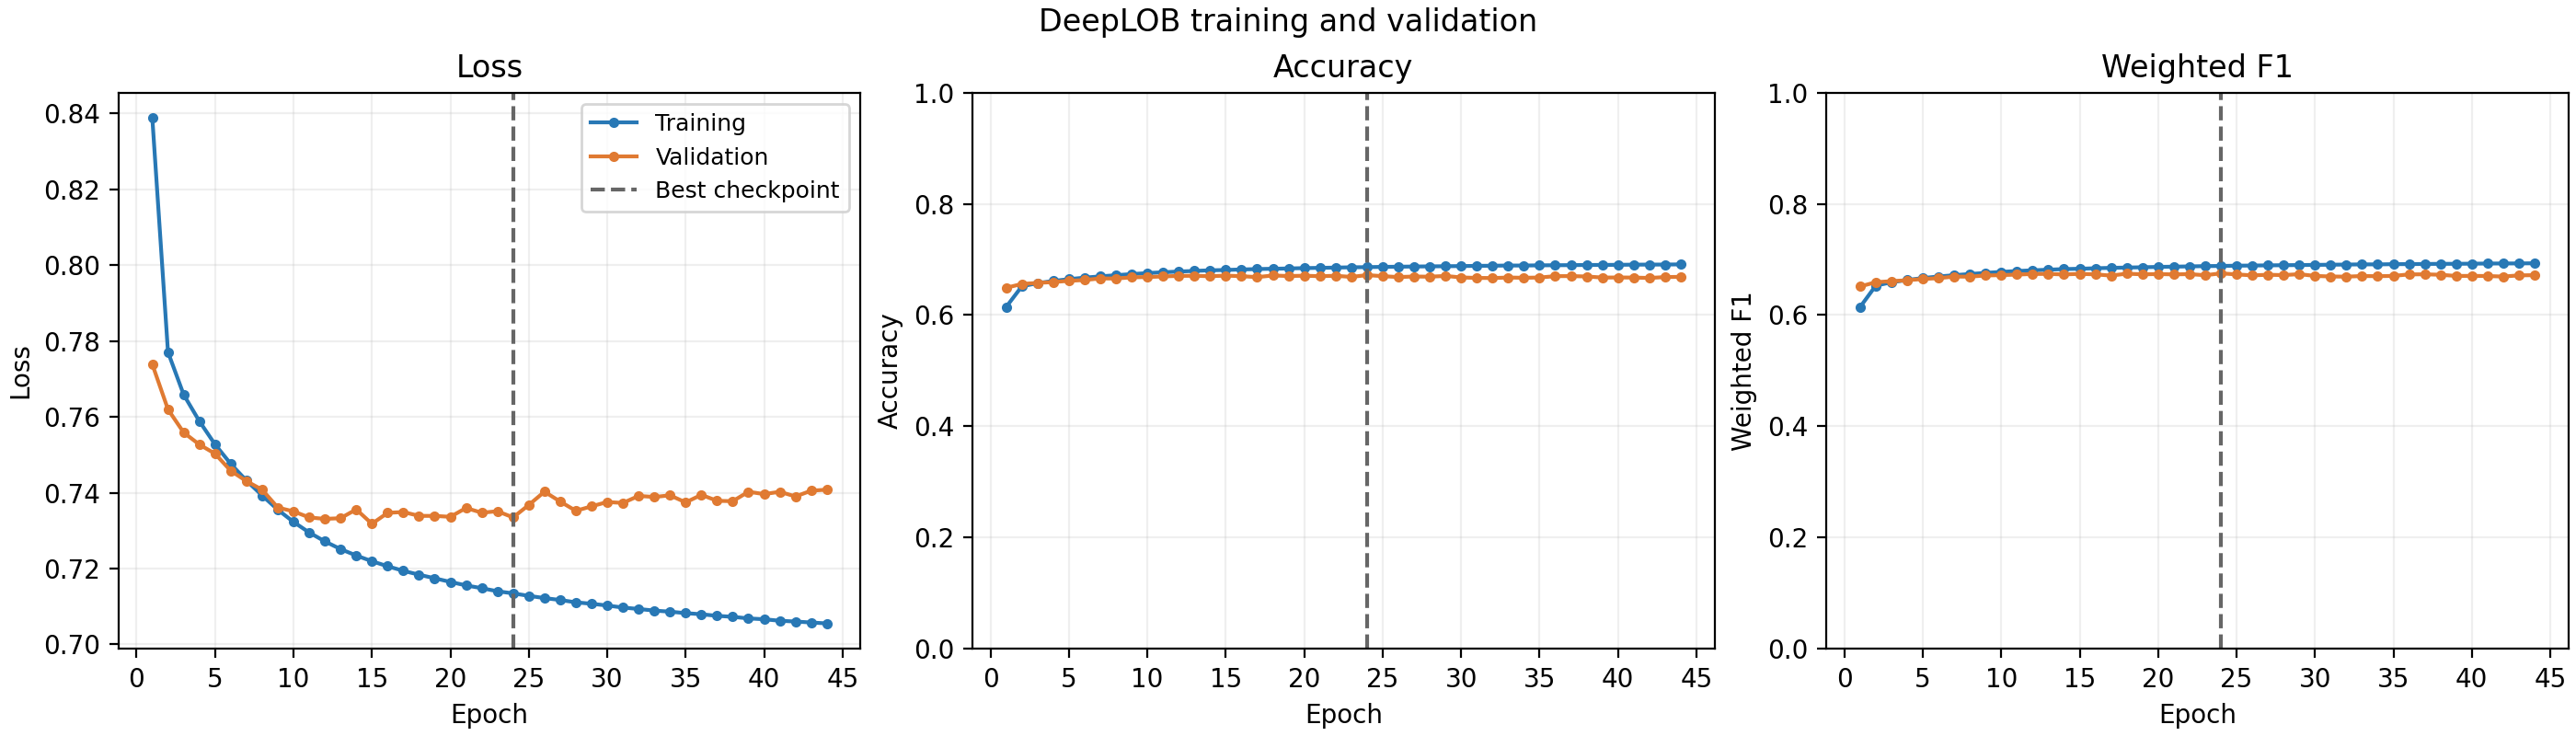 DeepLOB training and validation
Loss
0.84
0.82
0.80
0.78
0.76
0.74
0.72
0.70
Loss
0 5 10 15 20 25 30 35 40 45
Epoch
Training
Validation
Best checkpoint
Accuracy
1.0
0.8
0.6
0.4
0.2
0.0
Accuracy
0 5 10 15 20 25 30 35 40 45
Epoch
Weighted F1
1.0
0.8
0.6
0.4
0.2
0.0
Weighted F1
0 5 10 15 20 25 30 35 40 45
Epoch